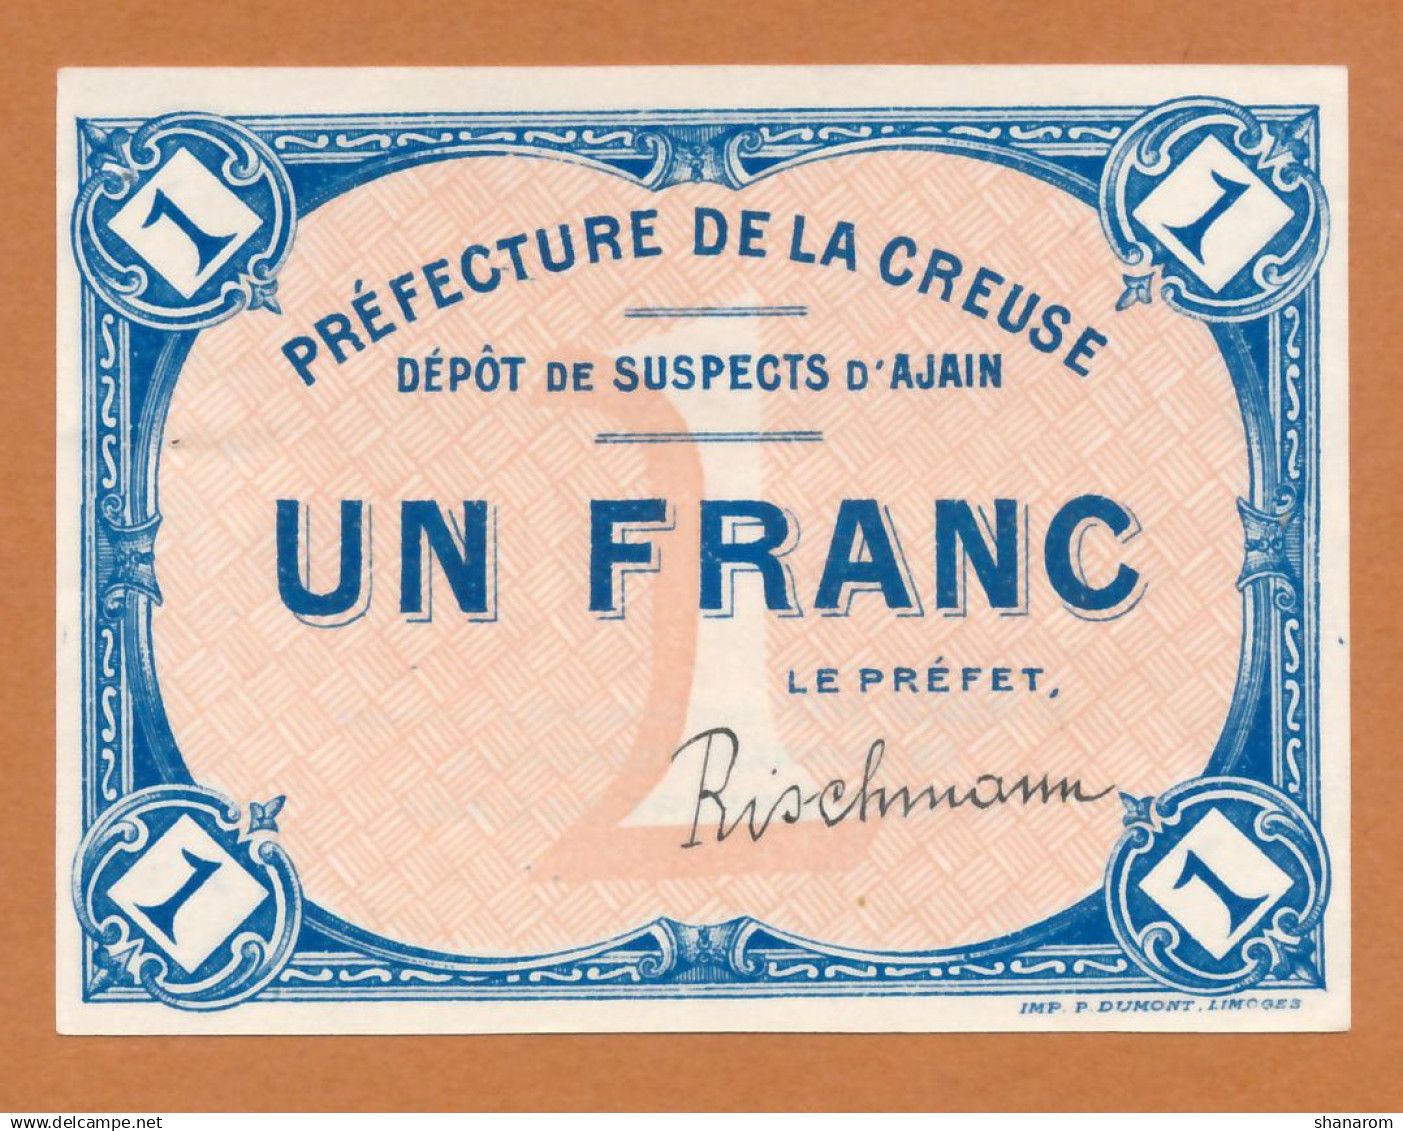 1 1
PRÉFECTURE DE LA CREUSE
DÉPÔT DE SUSPECTS D'AJAIN
1
UN FRANC
LE PRÉFET,
Rischmann
1 1
IMP. P. DUMONT, LIMOGES
delcampe.net
shanarom